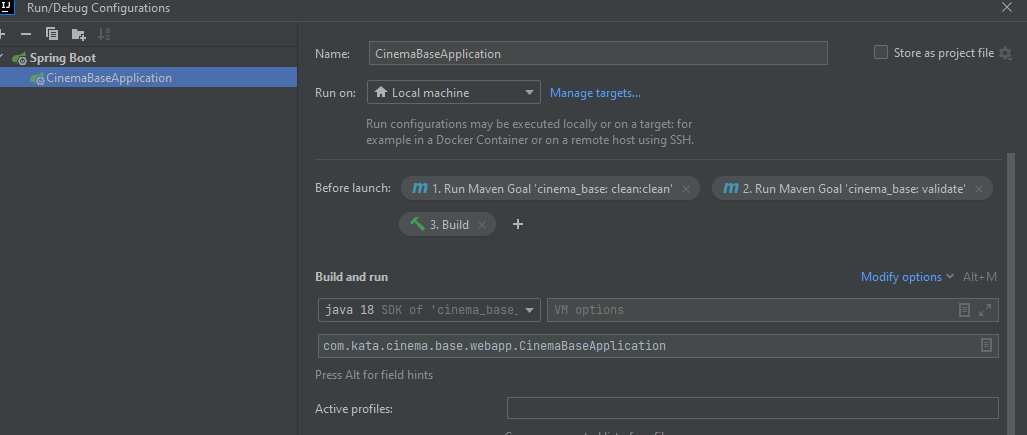 IJ Run/Debug Configurations
Spring Boot
CinemaBaseApplication
Name: CinemaBaseApplication
Store as project file
Run on: Local machine Manage targets...
Run configurations may be executed locally or on a target: for
example in a Docker Container or on a remote host using SSH.
Before launch: m 1. Run Maven Goal 'cinema_base: clean:clean' × m 2. Run Maven Goal 'cinema_base: validate' ×
3. Build × +
Build and run
Modify options Alt+M
java 18 SDK of 'cinema_base_
VM options
com.kata.cinema.base.webapp.CinemaBaseApplication
Press Alt for field hints
Active profiles: